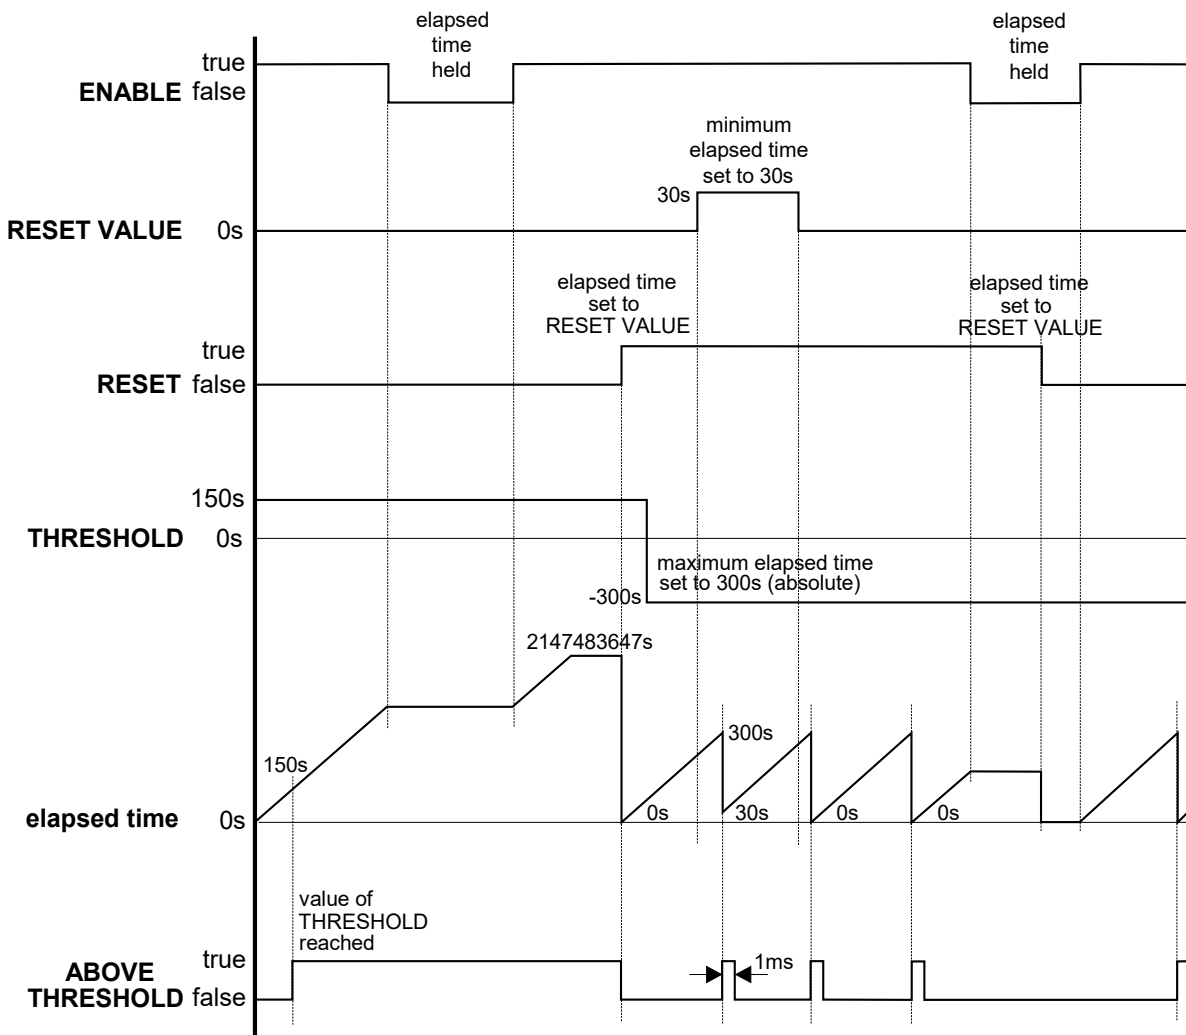 elapsed
time
held
elapsed
time
held
true
ENABLE false
minimum
elapsed time
set to 30s
30s
RESET VALUE 0s
elapsed time
set to
RESET VALUE
elapsed time
set to
RESET VALUE
true
RESET false
150s
THRESHOLD 0s
maximum elapsed time
set to 300s (absolute)
-300s
2147483647s
150s
300s
elapsed time 0s
0s
30s
0s
0s
value of
THRESHOLD
reached
true
1ms
ABOVE
THRESHOLD false